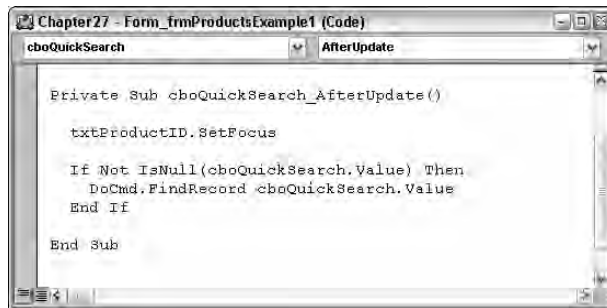 Chapter27 - Form_frmProductsExample1 (Code)
cboQuickSearch AfterUpdate
Private Sub cboQuickSearch_AfterUpdate()
txtProductID.SetFocus
If Not IsNull(cboQuickSearch.Value) Then
DoCmd.FindRecord cboQuickSearch.Value
End If
End Sub